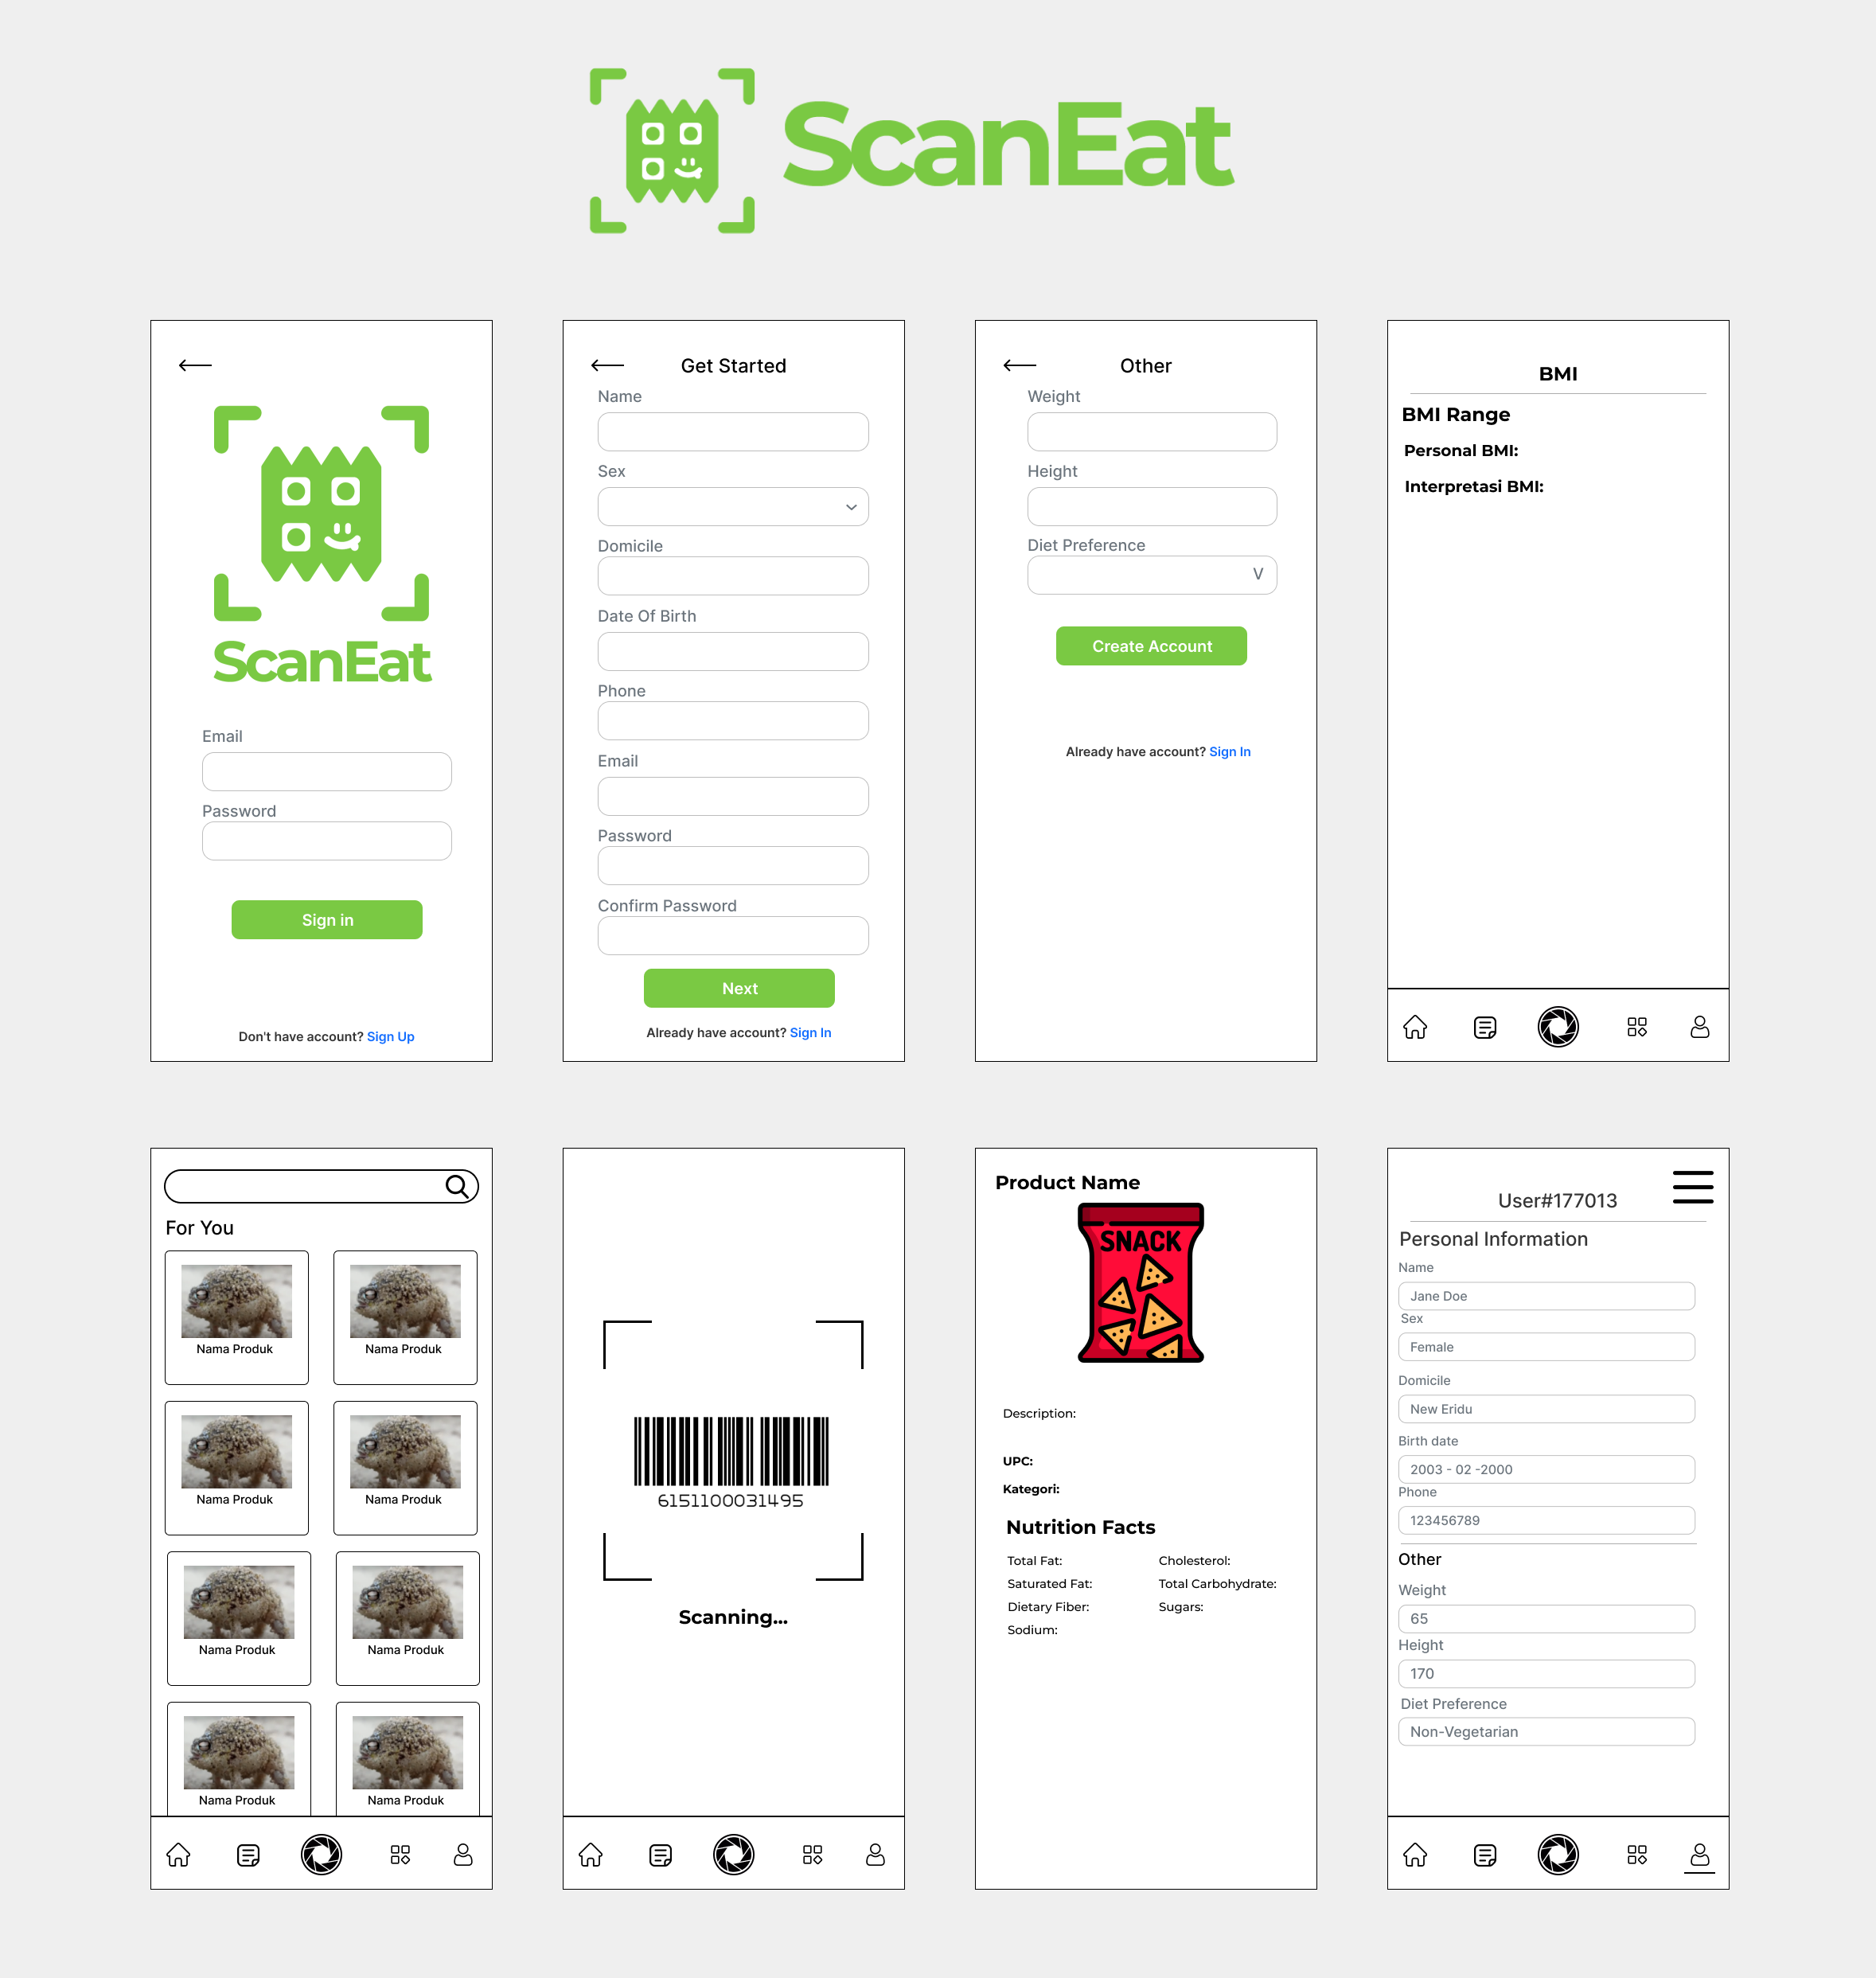 ScanEat
ScanEat
Email
Password
Sign in
Don't have account? Sign Up
Get Started
Name
Sex
Domicile
Date Of Birth
Phone
Email
Password
Confirm Password
Next
Already have account? Sign In
Other
Weight
Height
Diet Preference
V
Create Account
Already have account? Sign In
BMI
BMI Range
Personal BMI:
Interpretasi BMI:
For You
Nama Produk
Nama Produk
Nama Produk
Nama Produk
Nama Produk
Nama Produk
Nama Produk
Nama Produk
6151100031495
Scanning...
Product Name
SNACK
Description:
UPC:
Kategori:
Nutrition Facts
Total Fat:
Cholesterol:
Saturated Fat:
Total Carbohydrate:
Dietary Fiber:
Sugars:
Sodium:
User#177013
Personal Information
Name
Jane Doe
Sex
Female
Domicile
New Eridu
Birth date
2003 - 02 -2000
Phone
123456789
Other
Weight
65
Height
170
Diet Preference
Non-Vegetarian